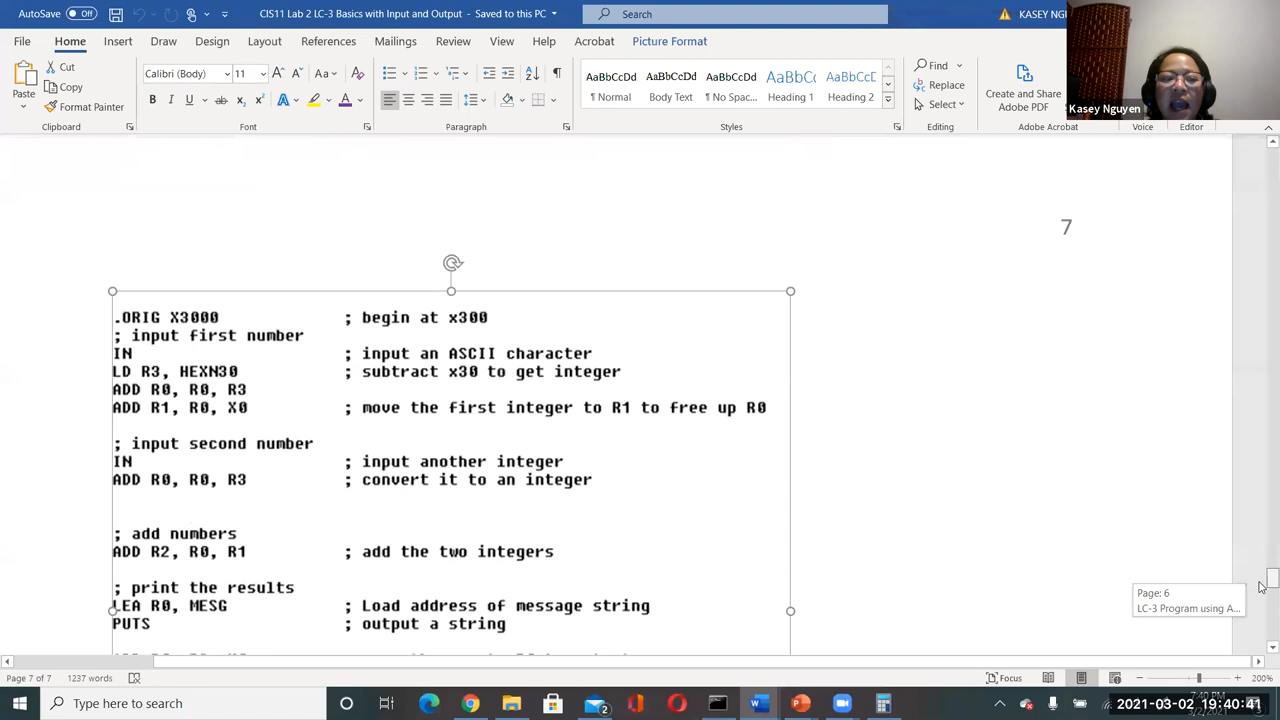 AutoSave Off CIS11 Lab 2 LC-3 Basics with Input and Output - Saved to this PC Search KASEY NG
File Home Insert Draw Design Layout References Mailings Review View Help Acrobat Picture Format
Paste Cut Copy Format Painter
Calibri (Body) 11
AaBbCcDd AaBbCcDd AaBbCcDd AaBbC AaBbCcE
¶ Normal Body Text ¶ No Spac... Heading 1 Heading 2
Find Replace Select
Create and Share Adobe PDF
Clipboard Font Paragraph Styles Editing Adobe Acrobat Voice Editor
Kasey Nguyen
7
.ORIG X3000 ; begin at x300
; input first number
IN ; input an ASCII character
LD R3, HEXN30 ; subtract x30 to get integer
ADD R0, R0, R3
ADD R1, R0, X0 ; move the first integer to R1 to free up R0
; input second number
IN ; input another integer
ADD R0, R0, R3 ; convert it to an integer
; add numbers
ADD R2, R0, R1 ; add the two integers
; print the results
LEA R0, MESG ; Load address of message string
PUTS ; output a string
Page: 6
LC-3 Program using A...
Page 7 of 7 1237 words Focus 200%
Type here to search
2
7:40 PM
2021-03-02 19:40:41